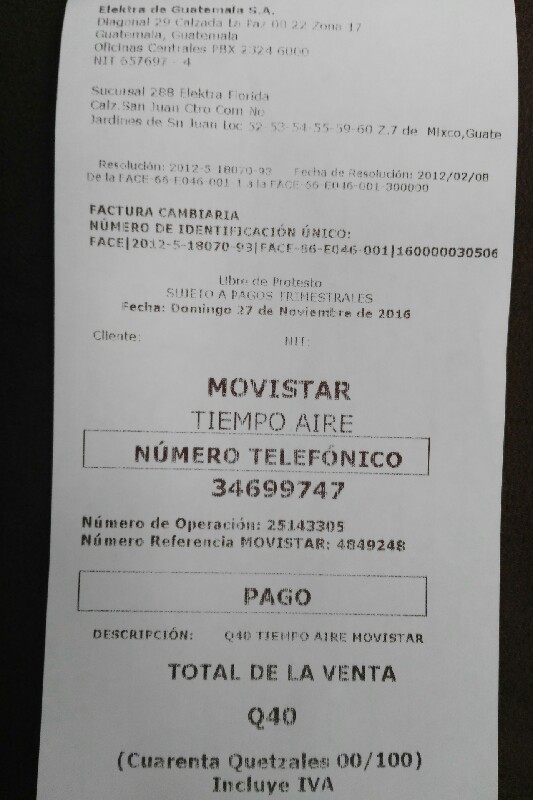 Elektra de Guatemala S.A.
Diagonal 29 Calzada La Paz 00-22 Zona 17
Guatemala, Guatemala
Oficinas Centrales PBX 2324 6000
NIT 657697 - 4
Sucursal 288 Elektra Florida
Calz.San Juan Ctro Com No.
Jardines de Sn Juan Loc 52-53-54-55-59-60 Z.7 de Mixco,Guate
Resolución: 2012-5-18070-93 Fecha de Resolución: 2012/02/08
De la FACE-66-E046-001-1 a la FACE-66-E046-001-300000
FACTURA CAMBIARIA
NÚMERO DE IDENTIFICACIÓN ÚNICO:
FACE|2012-5-18070-93|FACE-66-E046-001|160000030506
Libre de Protesto
SUJETO A PAGOS TRIMESTRALES
Fecha: Domingo 27 de Noviembre de 2016
Cliente: NIT:
MOVISTAR
TIEMPO AIRE
NÚMERO TELEFÓNICO
34699747
Número de Operación: 25143305
Número Referencia MOVISTAR: 4849248
PAGO
DESCRIPCIÓN: Q40 TIEMPO AIRE MOVISTAR
TOTAL DE LA VENTA
Q40
(Cuarenta Quetzales 00/100)
Incluye IVA